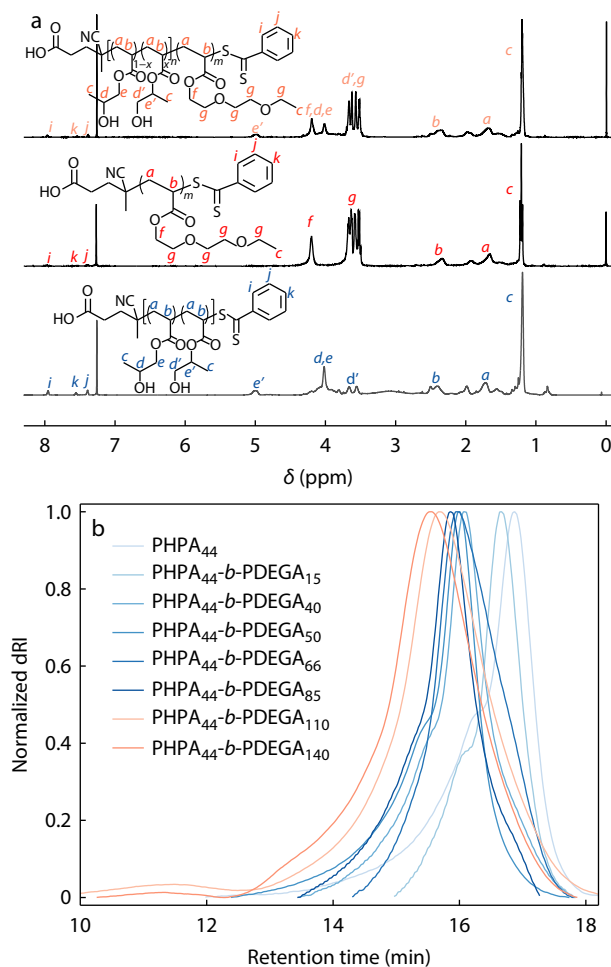 a
HOOC
NC
a b a b a b S i j k
1−x x n m
O O O O O O S
c d e d' e' c f O g O g
OH OH g g c
c
f,d,e
d',g
e'
b
a
i k j
HO O NC a b m S i j k
O O S
f O g O g
g g c
f
g
c
b
a
i k j
HO O NC a b a b S i j k
O O O O S
c d e d' e' c
OH OH
d,e
e'
d'
b
a
c
i k j
8 7 6 5 4 3 2 1 0
δ (ppm)
b
PHPA44
PHPA44-b-PDEGA15
PHPA44-b-PDEGA40
PHPA44-b-PDEGA50
PHPA44-b-PDEGA66
PHPA44-b-PDEGA85
PHPA44-b-PDEGA110
PHPA44-b-PDEGA140
1.0
0.8
0.6
0.4
0.2
0
Normalized dRI
10 12 14 16 18
Retention time (min)